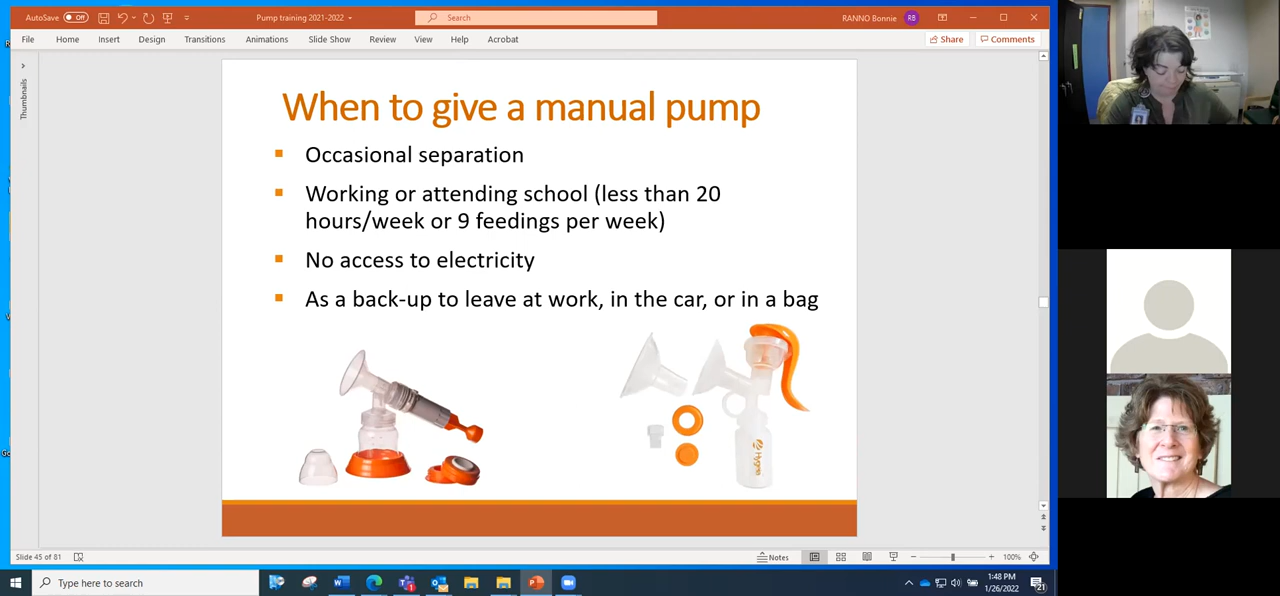 AutoSave Off
Pump training 2021-2022
Search
RANNO Bonnie RB
File Home Insert Design Transitions Animations Slide Show Review View Help Acrobat
Share Comments
Thumbnails
When to give a manual pump
Occasional separation
Working or attending school (less than 20
hours/week or 9 feedings per week)
No access to electricity
As a back-up to leave at work, in the car, or in a bag
Slide 45 of 81
Notes
100%
Type here to search
1:48 PM
1/26/2022
21